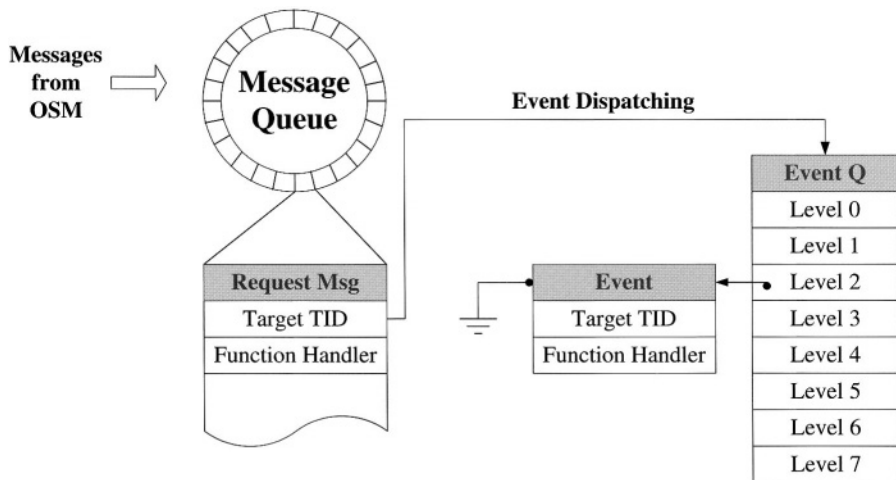 Messages
from
OSM
Message
Queue
Event Dispatching
Request Msg
Target TID
Function Handler
Event
Target TID
Function Handler
Event Q
Level 0
Level 1
Level 2
Level 3
Level 4
Level 5
Level 6
Level 7